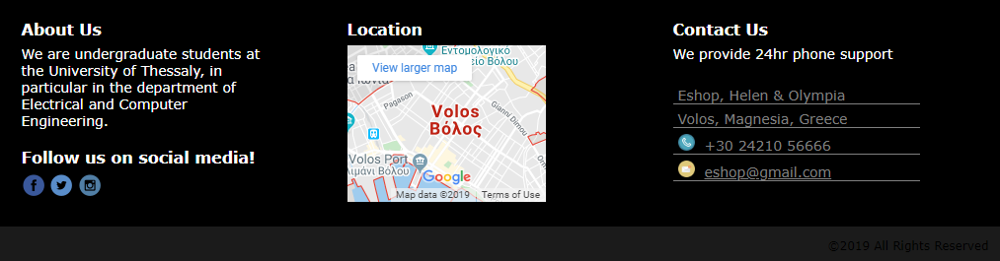 About Us
We are undergraduate students at
the University of Thessaly, in
particular in the department of
Electrical and Computer
Engineering.
Follow us on social media!
Location
Εντομολογικό
είο Βόλου
View larger map
Pagason
Gianni Dimou
Volos
Βόλος
Volos Port
Λιμάνι Βόλου
Google
Map data ©2019
Terms of Use
Contact Us
We provide 24hr phone support
Eshop, Helen & Olympia
Volos, Magnesia, Greece
+30 24210 56666
eshop@gmail.com
©2019 All Rights Reserved